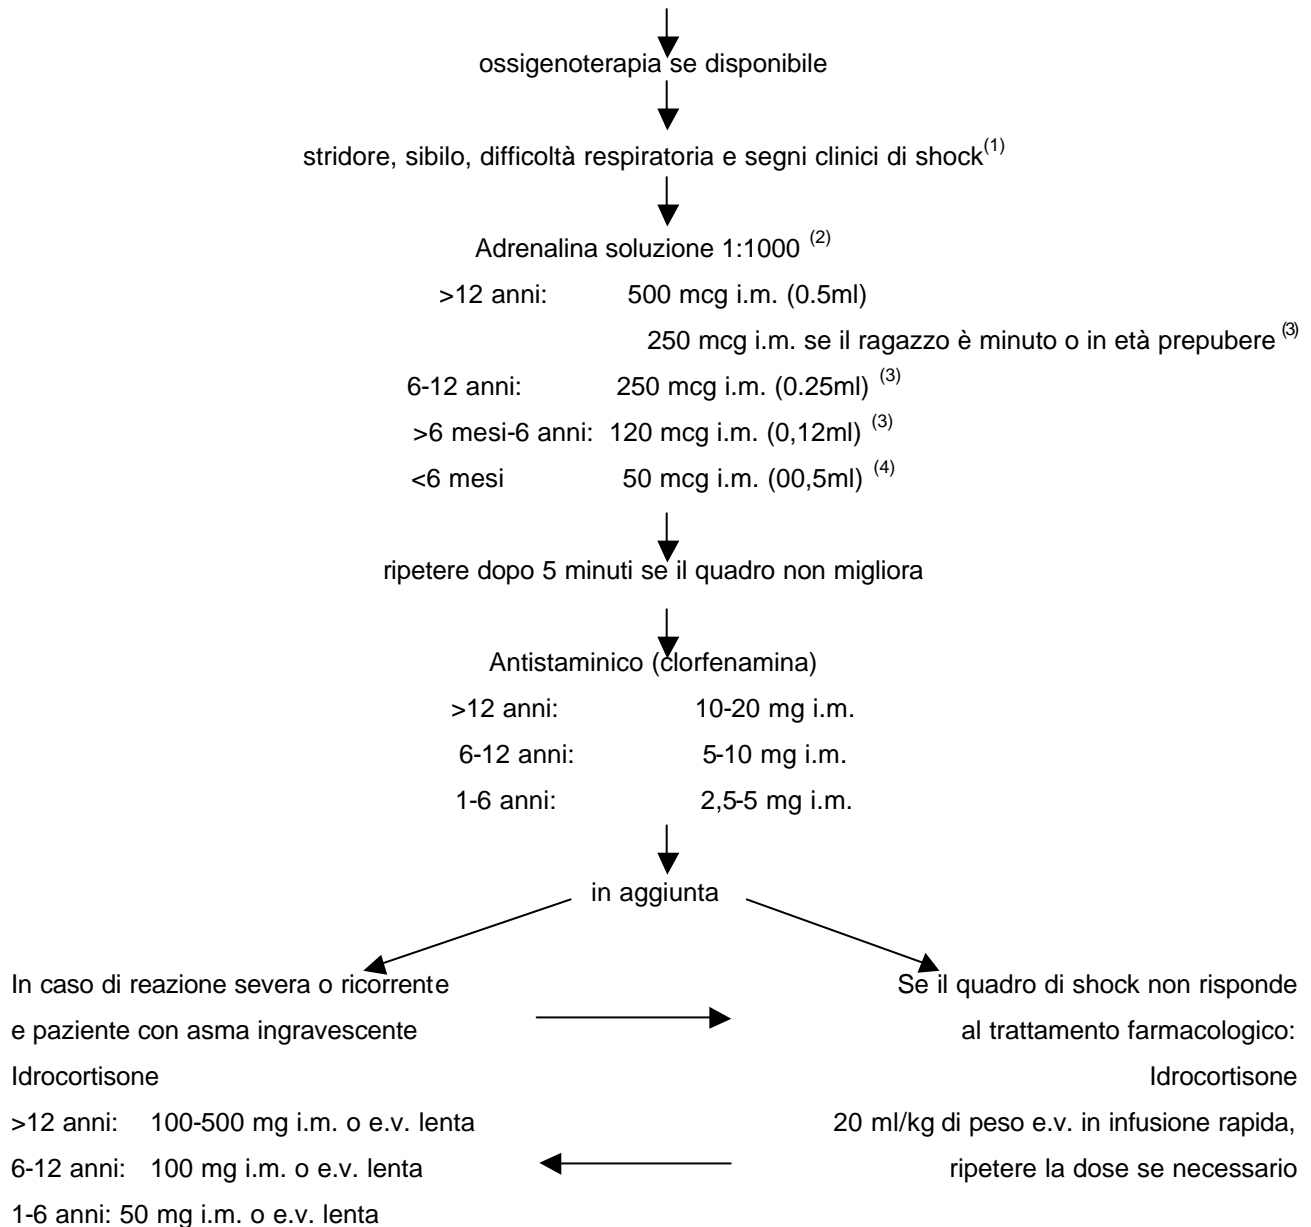 ossigenoterapia se disponibile
stridore, sibilo, difficoltà respiratoria e segni clinici di shock(1)
Adrenalina soluzione 1:1000 (2)
>12 anni: 500 mcg i.m. (0.5ml)
250 mcg i.m. se il ragazzo è minuto o in età prepubere (3)
6-12 anni: 250 mcg i.m. (0.25ml) (3)
>6 mesi-6 anni: 120 mcg i.m. (0,12ml) (3)
<6 mesi 50 mcg i.m. (00,5ml) (4)
ripetere dopo 5 minuti se il quadro non migliora
Antistaminico (clorfenamina)
>12 anni: 10-20 mg i.m.
6-12 anni: 5-10 mg i.m.
1-6 anni: 2,5-5 mg i.m.
in aggiunta
In caso di reazione severa o ricorrente
e paziente con asma ingravescente
Idrocortisone
>12 anni: 100-500 mg i.m. o e.v. lenta
6-12 anni: 100 mg i.m. o e.v. lenta
1-6 anni: 50 mg i.m. o e.v. lenta
Se il quadro di shock non risponde
al trattamento farmacologico:
Idrocortisone
20 ml/kg di peso e.v. in infusione rapida,
ripetere la dose se necessario